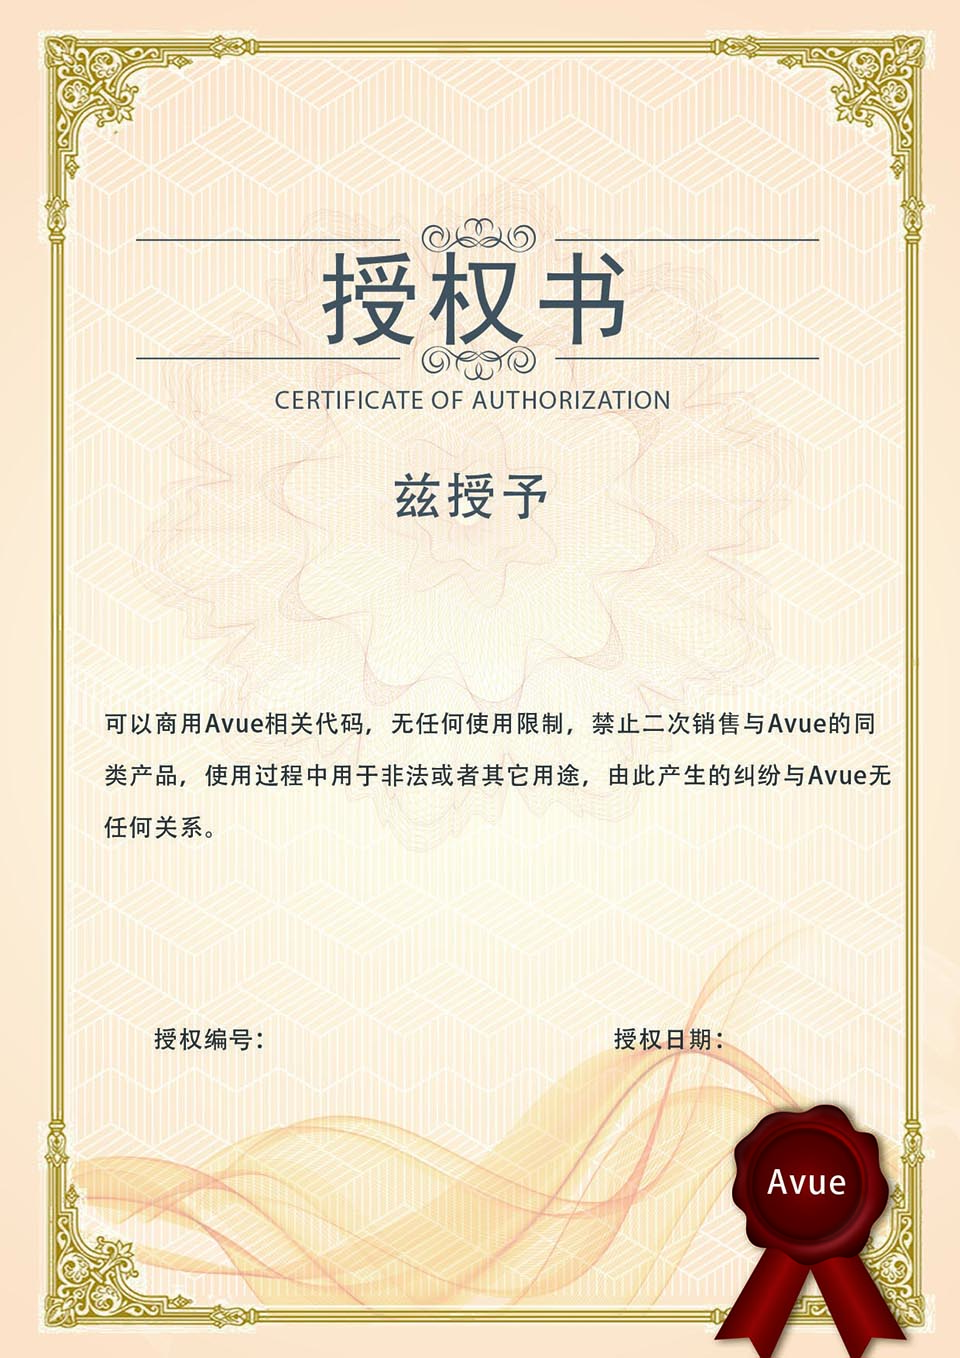 授权书
CERTIFICATE OF AUTHORIZATION
兹授予
可以商用Avue相关代码，无任何使用限制，禁止二次销售与Avue的同
类产品，使用过程中用于非法或者其它用途，由此产生的纠纷与Avue无
任何关系。
授权编号：
授权日期：
Avue